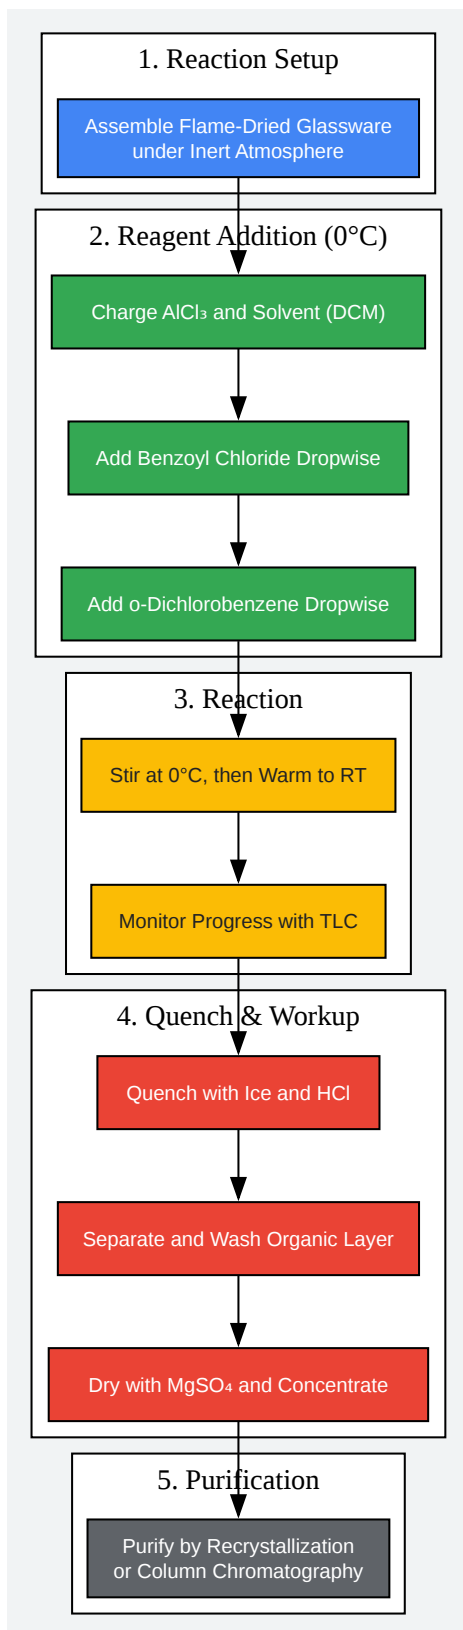 1. Reaction Setup
Assemble Flame-Dried Glassware
under Inert Atmosphere
2. Reagent Addition (0°C)
Charge AlCl₃ and Solvent (DCM)
Add Benzoyl Chloride Dropwise
Add o-Dichlorobenzene Dropwise
3. Reaction
Stir at 0°C, then Warm to RT
Monitor Progress with TLC
4. Quench & Workup
Quench with Ice and HCl
Separate and Wash Organic Layer
Dry with MgSO₄ and Concentrate
5. Purification
Purify by Recrystallization
or Column Chromatography